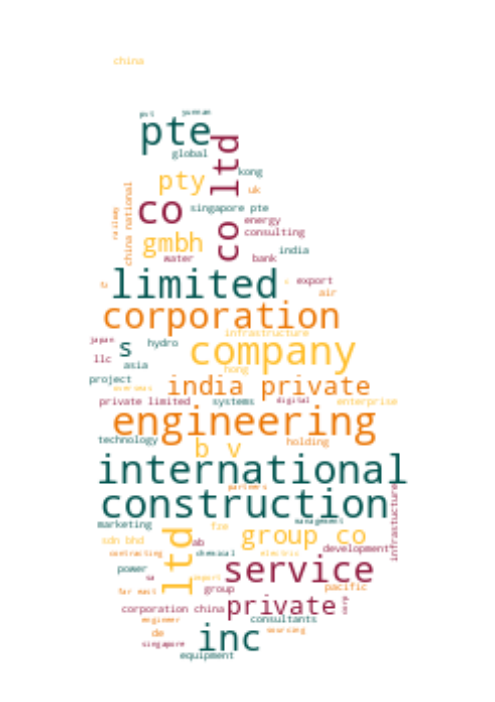 china
pvt yunnan
pte
co ltd
global
kong
pty
uk
china national
railway
co
singapore pte
energy
consulting
gmbh
water
bank
india
limited
export
air
corporation
infrastructure
japan
s
hydro
company
llc
asia
hong
project
overseas
india private
private limited
systems
digital
enterprise
engineering
technology
b v
holding
international
partners
construction
infrastucture
marketing
fze
management
sdn bhd
ltd
ab
group co
development
contracting
chemical
electric
power
sa
import
service
far east
group
pacific
corporation china
private
corp
engineer
consultants
de
inc
sourcing
singapore
equipment